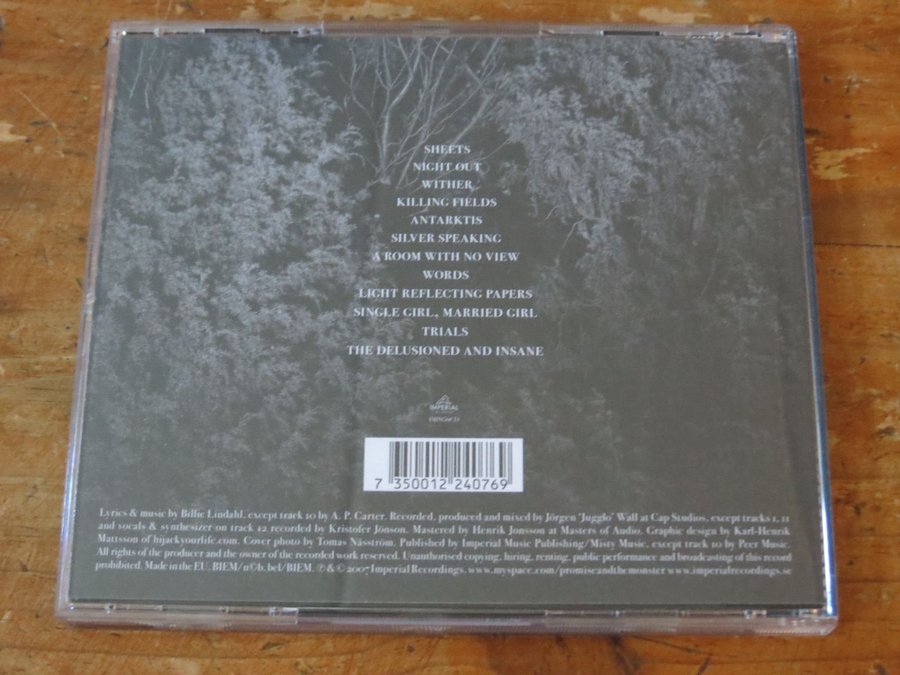 SHEETS
NIGHT OUT
WITHER
KILLING FIELDS
ANTARKTIS
SILVER SPEAKING
A ROOM WITH NO VIEW
WORDS
LIGHT REFLECTING PAPERS
SINGLE GIRL, MARRIED GIRL
TRIALS
THE DELUSIONED AND INSANE
IMPERIAL
7 350012 240769
Lyrics & music by Billie Lindahl, except track 10 by A. P. Carter. Recorded, produced and mixed by Jörgen "Jugglo" Wall at Cap Studios, except tracks 1, 11
and vocals & synthesizer on track 12 recorded by Kristofer Jönson. Mastered by Henrik Jonsson at Masters of Audio. Graphic design by Karl-Henrik
Mattsson of hijackyourlife.com. Cover photo by Tomas Näsström. Published by Imperial Music Publishing/Misty Music, except track 10 by Peer Music.
All rights of the producer and the owner of the recorded work reserved. Unauthorised copying, hiring, renting, public performance and broadcasting of this record
prohibited. Made in the EU. BIEM/n©b. bel/BIEM. ℗ & © 2007 Imperial Recordings. www.myspace.com/promiseandthemonster www.imperialrecordings.se